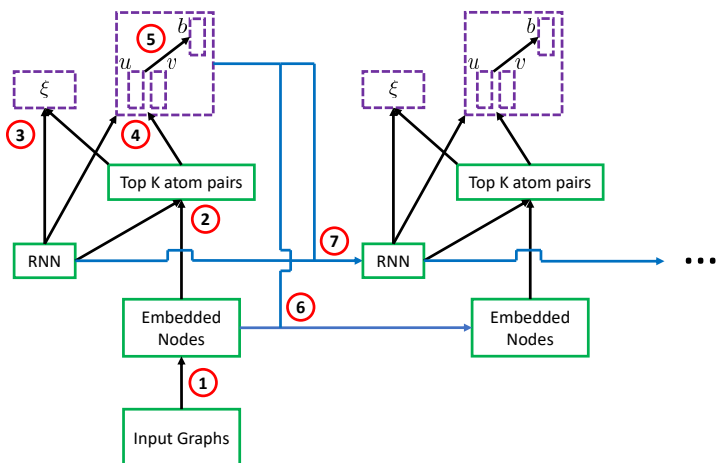 b
b
5
u
v
u
v
ξ
ξ
3
4
Top K atom pairs
Top K atom pairs
2
7
RNN
RNN
...
6
Embedded
Nodes
Embedded
Nodes
1
Input Graphs